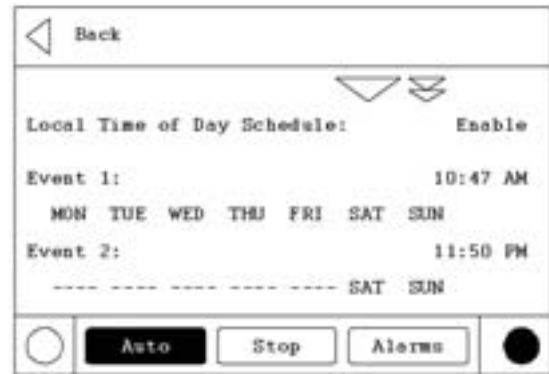 Back
Local Time of Day Schedule: Enable
Event 1: 10:47 AM
MON TUE WED THU FRI SAT SUN
Event 2: 11:50 PM
---- ---- ---- ---- ---- SAT SUN
Auto Stop Alarms